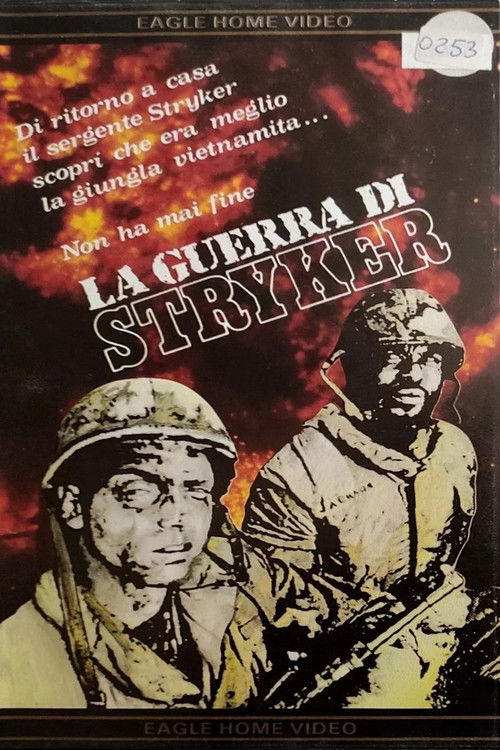 EAGLE HOME VIDEO
0253
Di ritorno a casa
il sergente Stryker
scoprì che era meglio
la giungla vietnamita...
Non ha mai fine
LA GUERRA DI
STRYKER
EAGLE HOME VIDEO